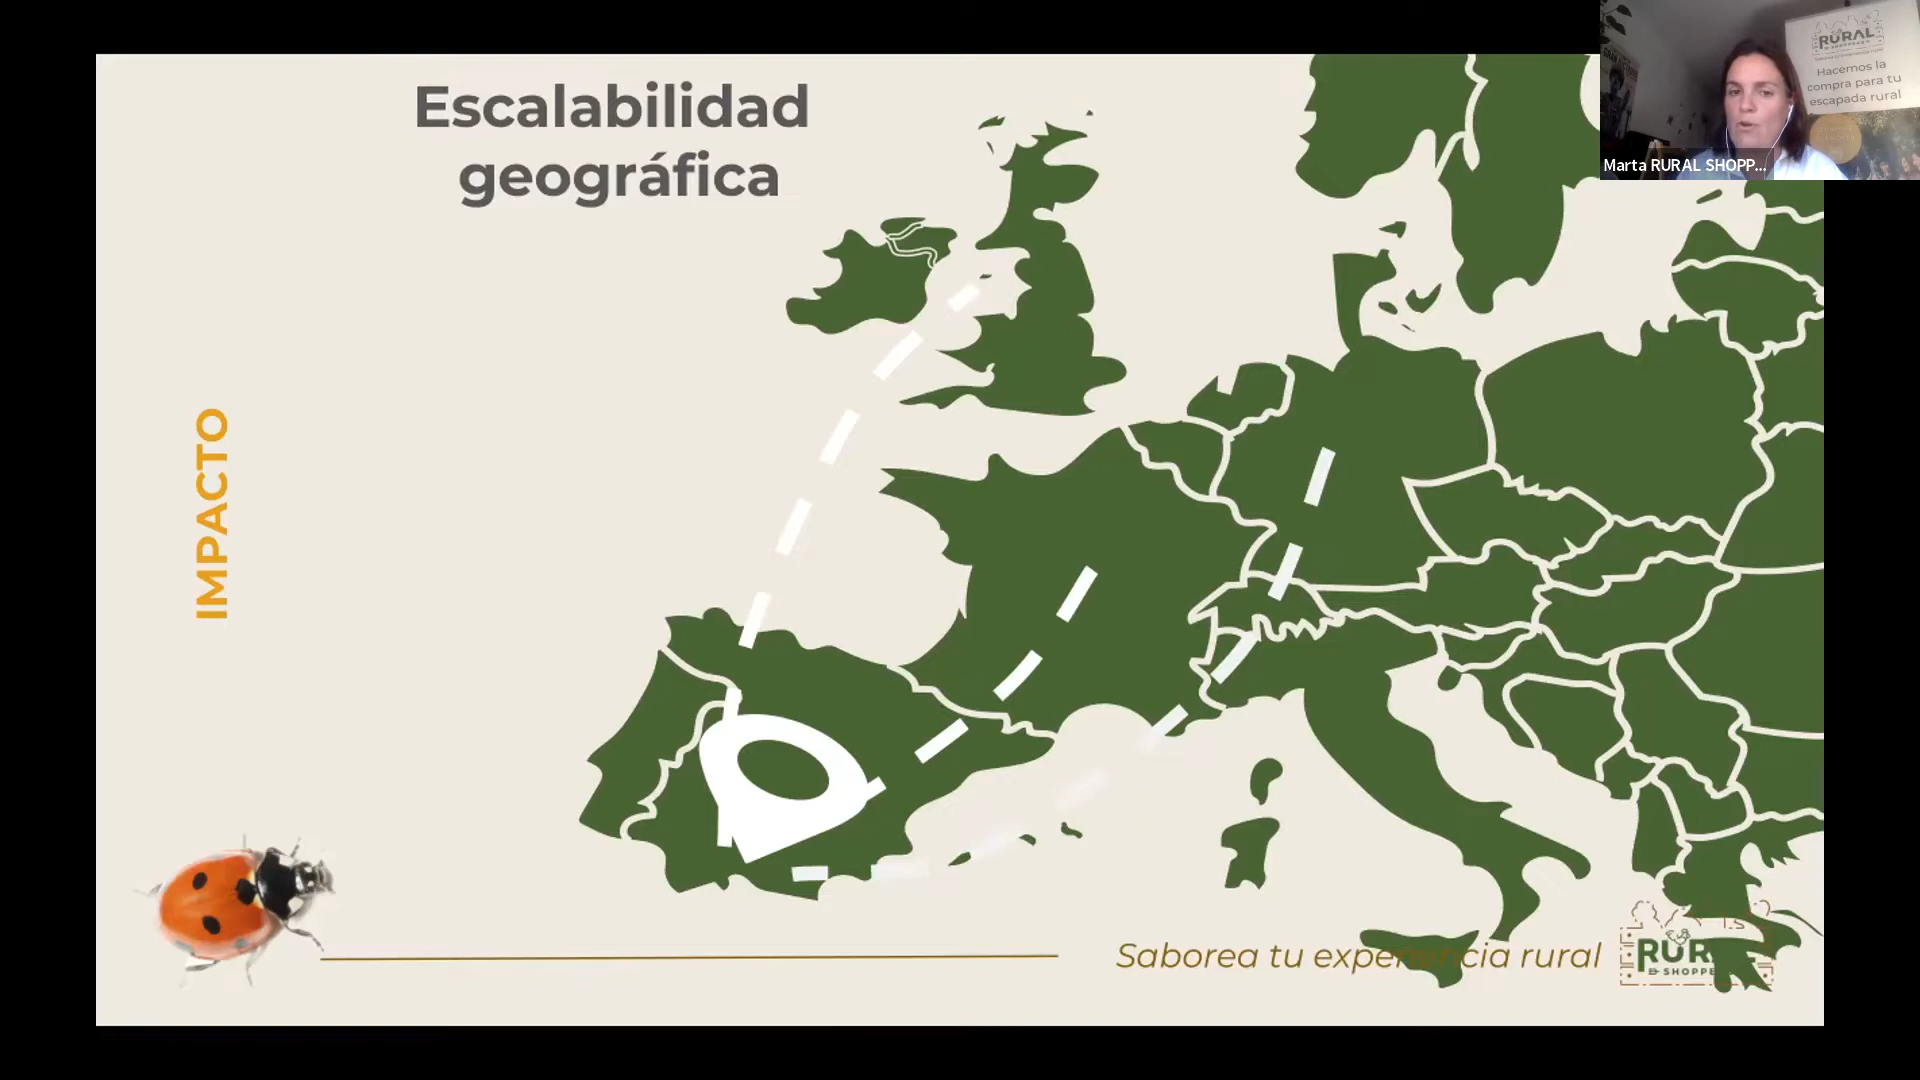 Escalabilidad
geográfica
IMPACTO
Saborea tu experiencia rural
RURAL
SHOPPE
RURAL
Hacemos la
compra para tu
escapada rural
Marta RURAL SHOPP...